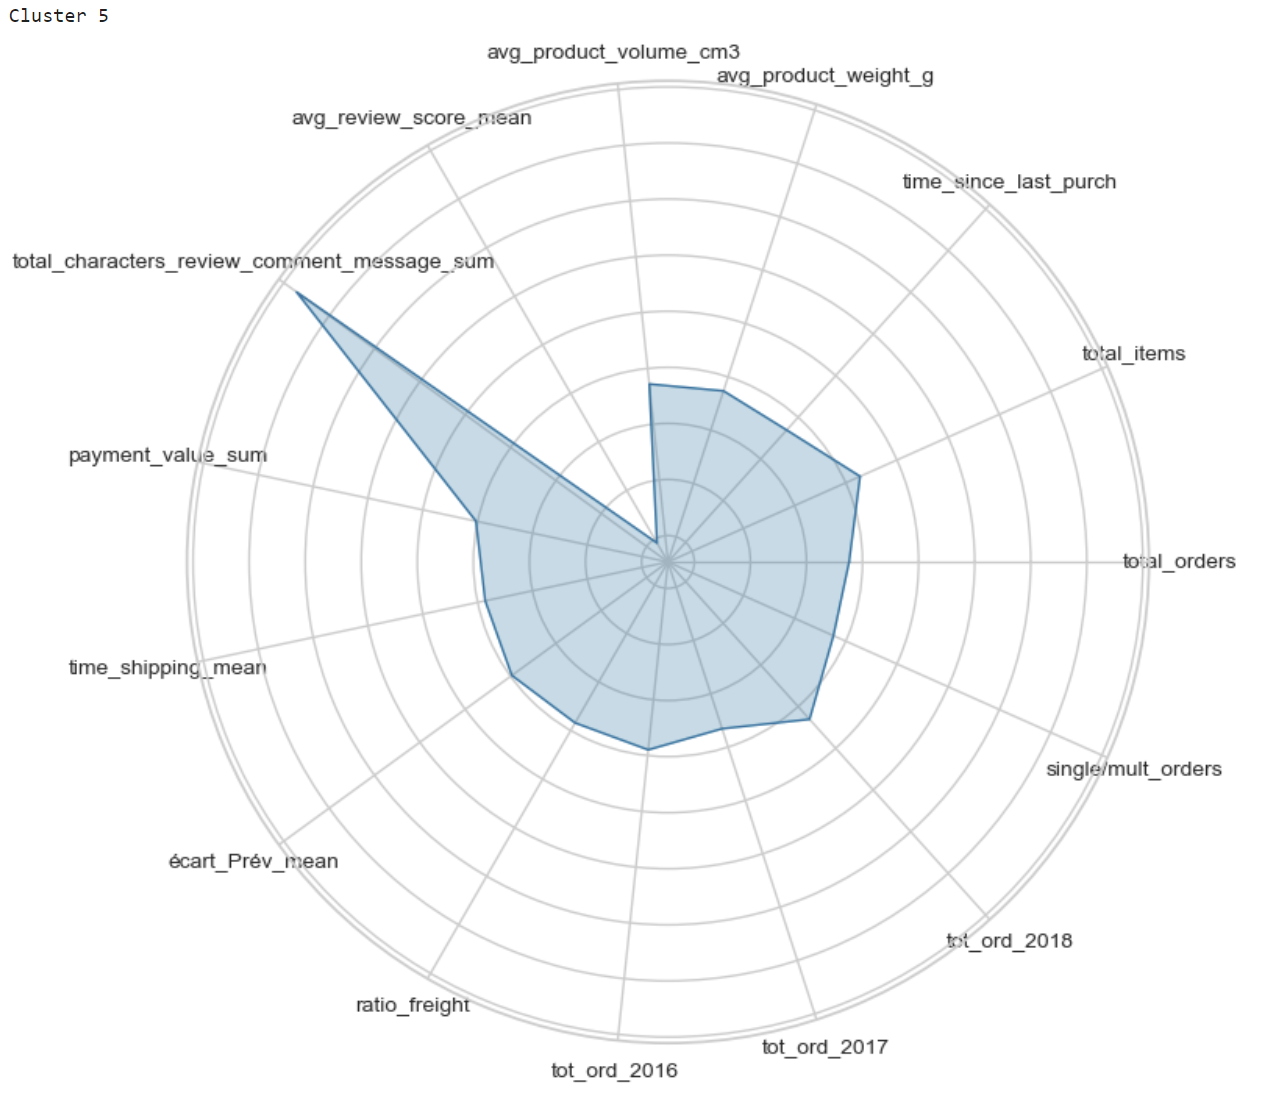 Cluster 5
avg_product_volume_cm3
avg_product_weight_g
avg_review_score_mean
time_since_last_purch
total_characters_review_comment_message_sum
total_items
payment_value_sum
total_orders
time_shipping_mean
single/mult_orders
écart_Prév_mean
tot_ord_2018
ratio_freight
tot_ord_2017
tot_ord_2016